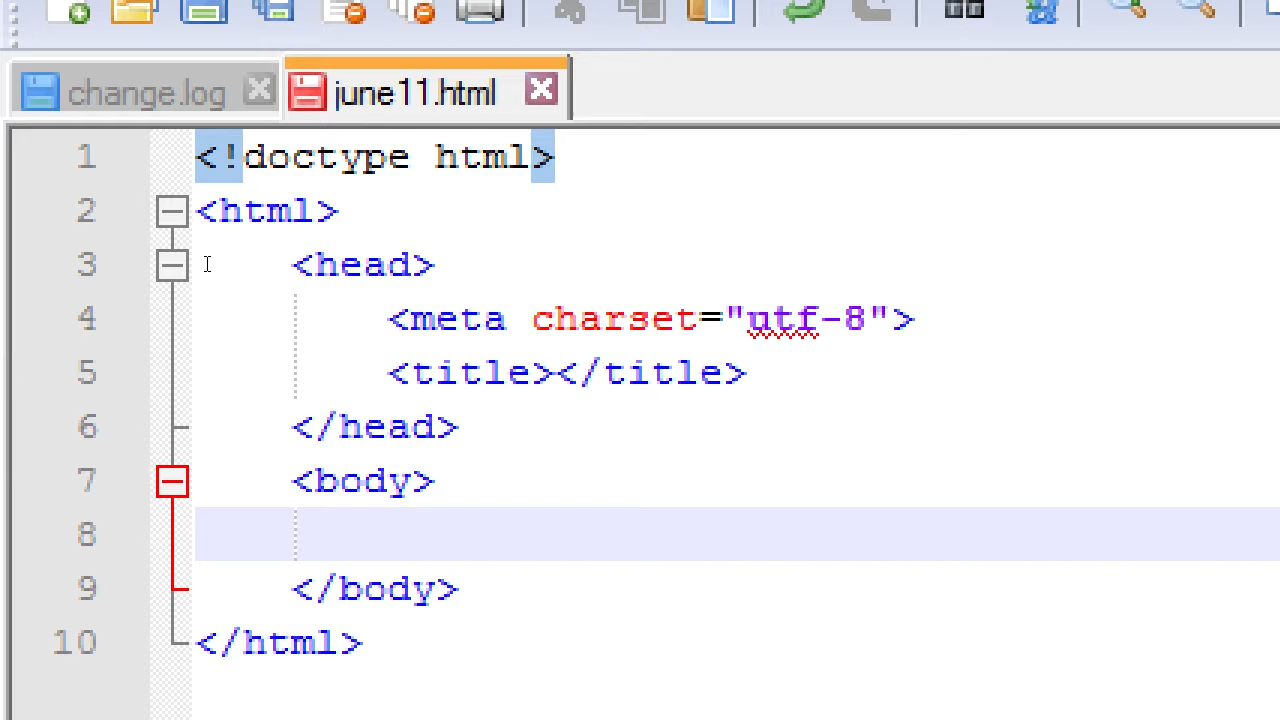 change.log june11.html
1 <!doctype html>
2 <html>
3 <head>
4 <meta charset="utf-8">
5 <title></title>
6 </head>
7 <body>
8
9 </body>
10 </html>